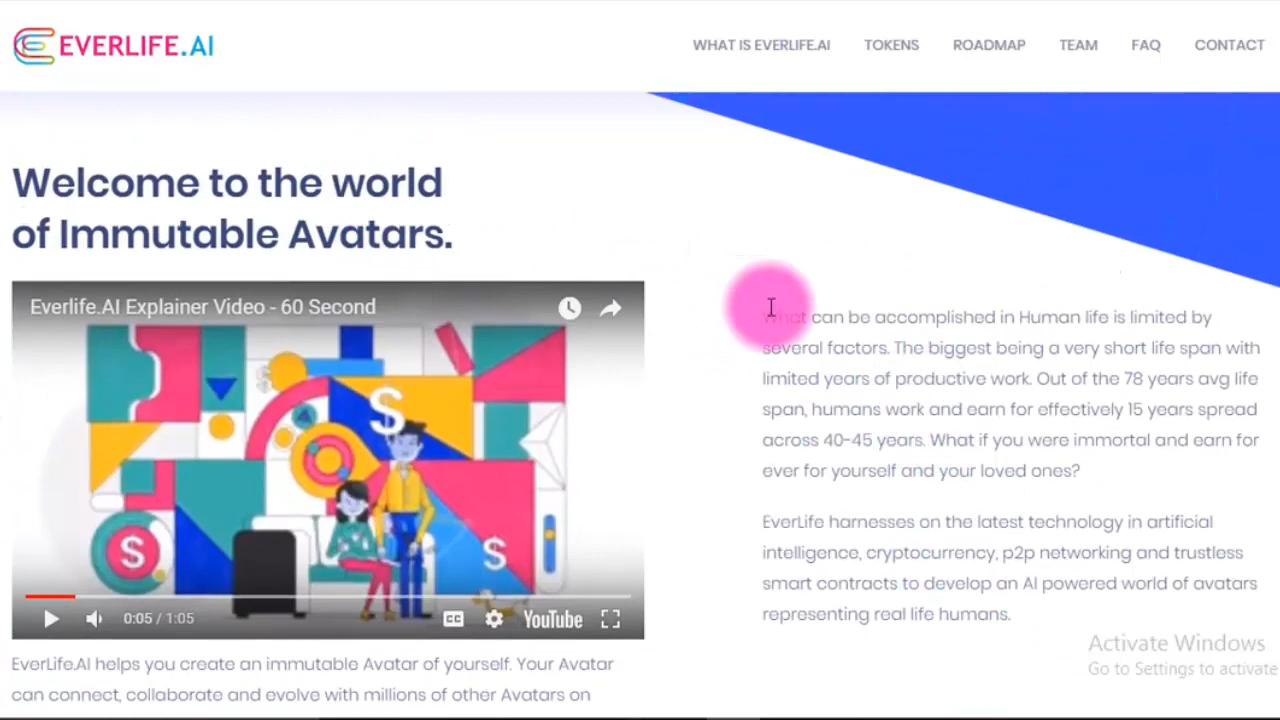 EVERLIFE.AI
WHAT IS EVERLIFE.AI TOKENS ROADMAP TEAM FAQ CONTACT
Welcome to the world
of Immutable Avatars.
Everlife.AI Explainer Video - 60 Second
$
$
$
$
0:05 / 1:05
CC
YouTube
EverLife.AI helps you create an immutable Avatar of yourself. Your Avatar
can connect, collaborate and evolve with millions of other Avatars on
What can be accomplished in Human life is limited by
several factors. The biggest being a very short life span with
limited years of productive work. Out of the 78 years avg life
span, humans work and earn for effectively 15 years spread
across 40-45 years. What if you were immortal and earn for
ever for yourself and your loved ones?
EverLife harnesses on the latest technology in artificial
intelligence, cryptocurrency, p2p networking and trustless
smart contracts to develop an AI powered world of avatars
representing real life humans.
Activate Windows
Go to Settings to activate